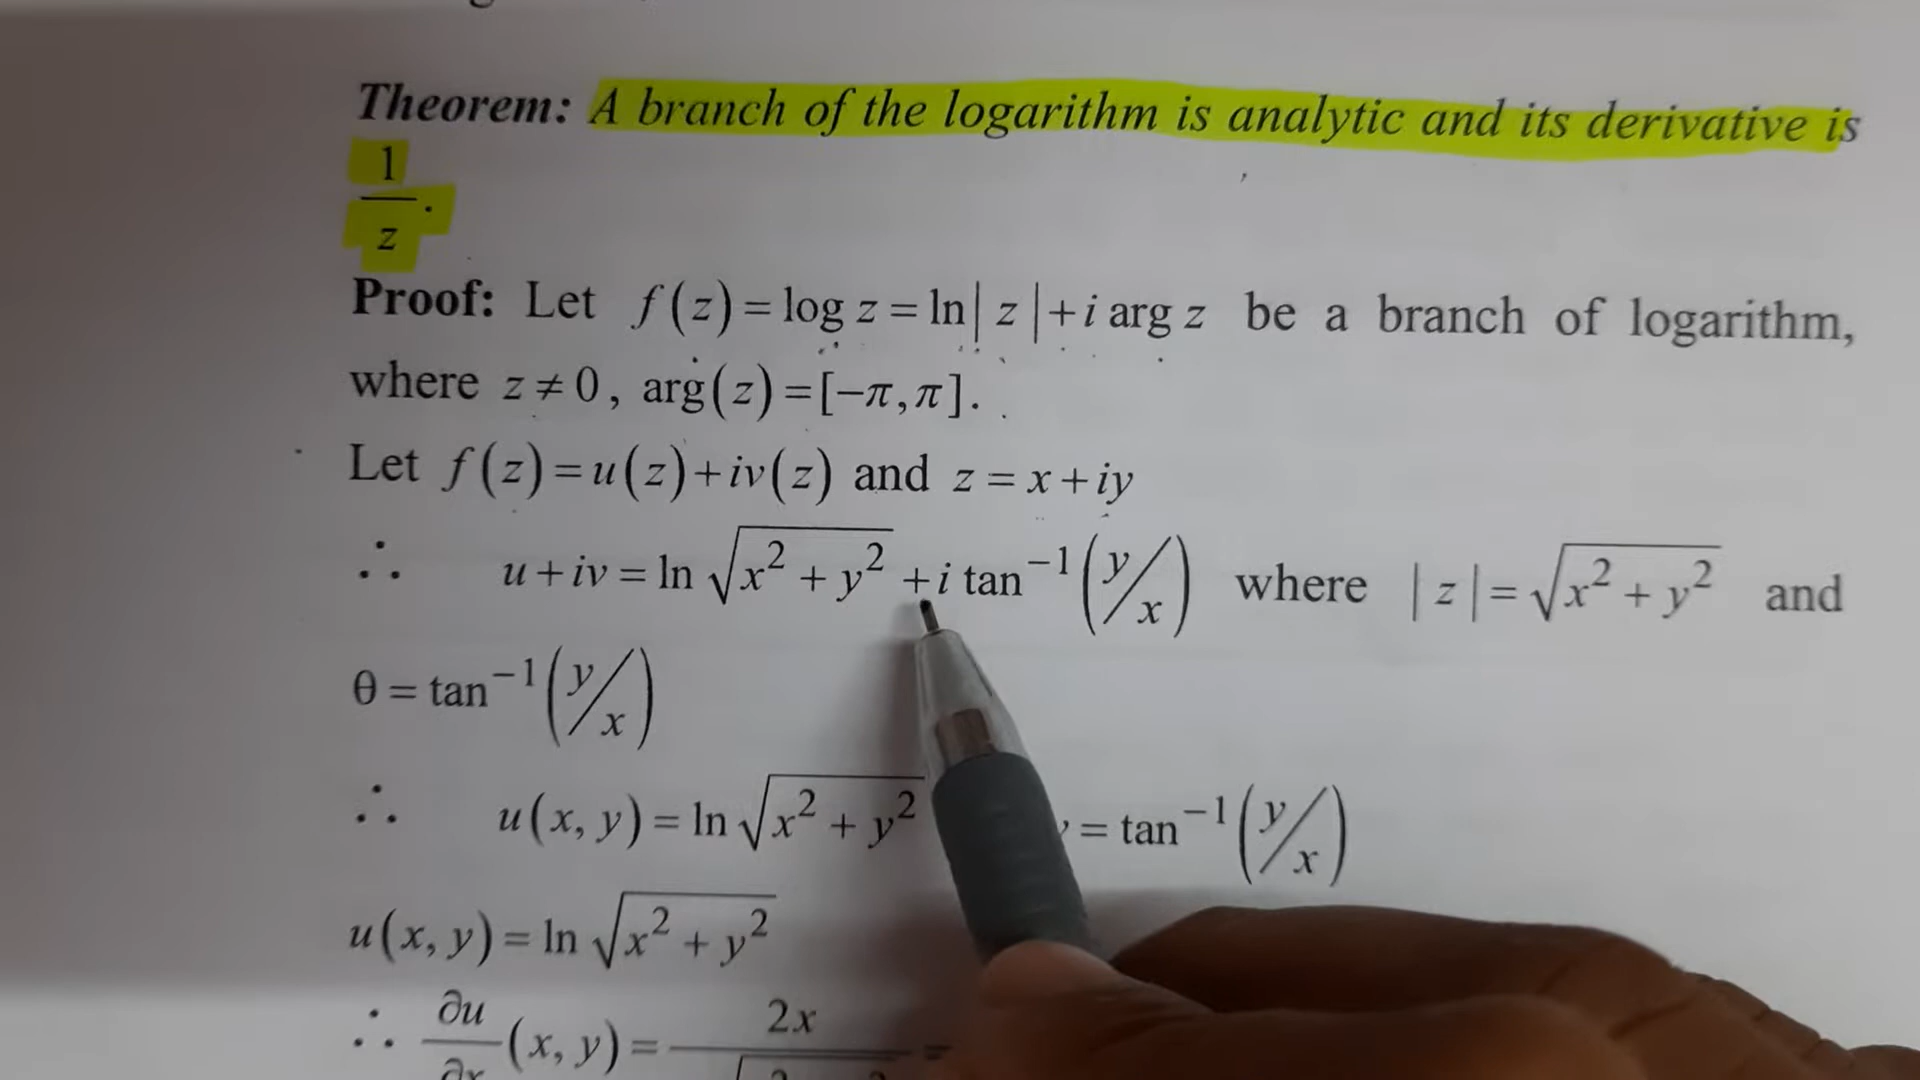 Theorem: A branch of the logarithm is analytic and its derivative is
1/z.
Proof: Let f(z) = log z = ln| z |+i arg z be a branch of logarithm,
where z ≠ 0, arg(z) = [−π, π].
Let f(z) = u(z)+iv(z) and z = x+iy
∴ u + iv = ln √(x² + y²) + i tan⁻¹(y/x) where | z | = √(x² + y²) and
θ = tan⁻¹(y/x)
∴ u(x, y) = ln √(x² + y²) = tan⁻¹(y/x)
u(x, y) = ln √(x² + y²)
∴ ∂u/∂x (x, y) = 2x